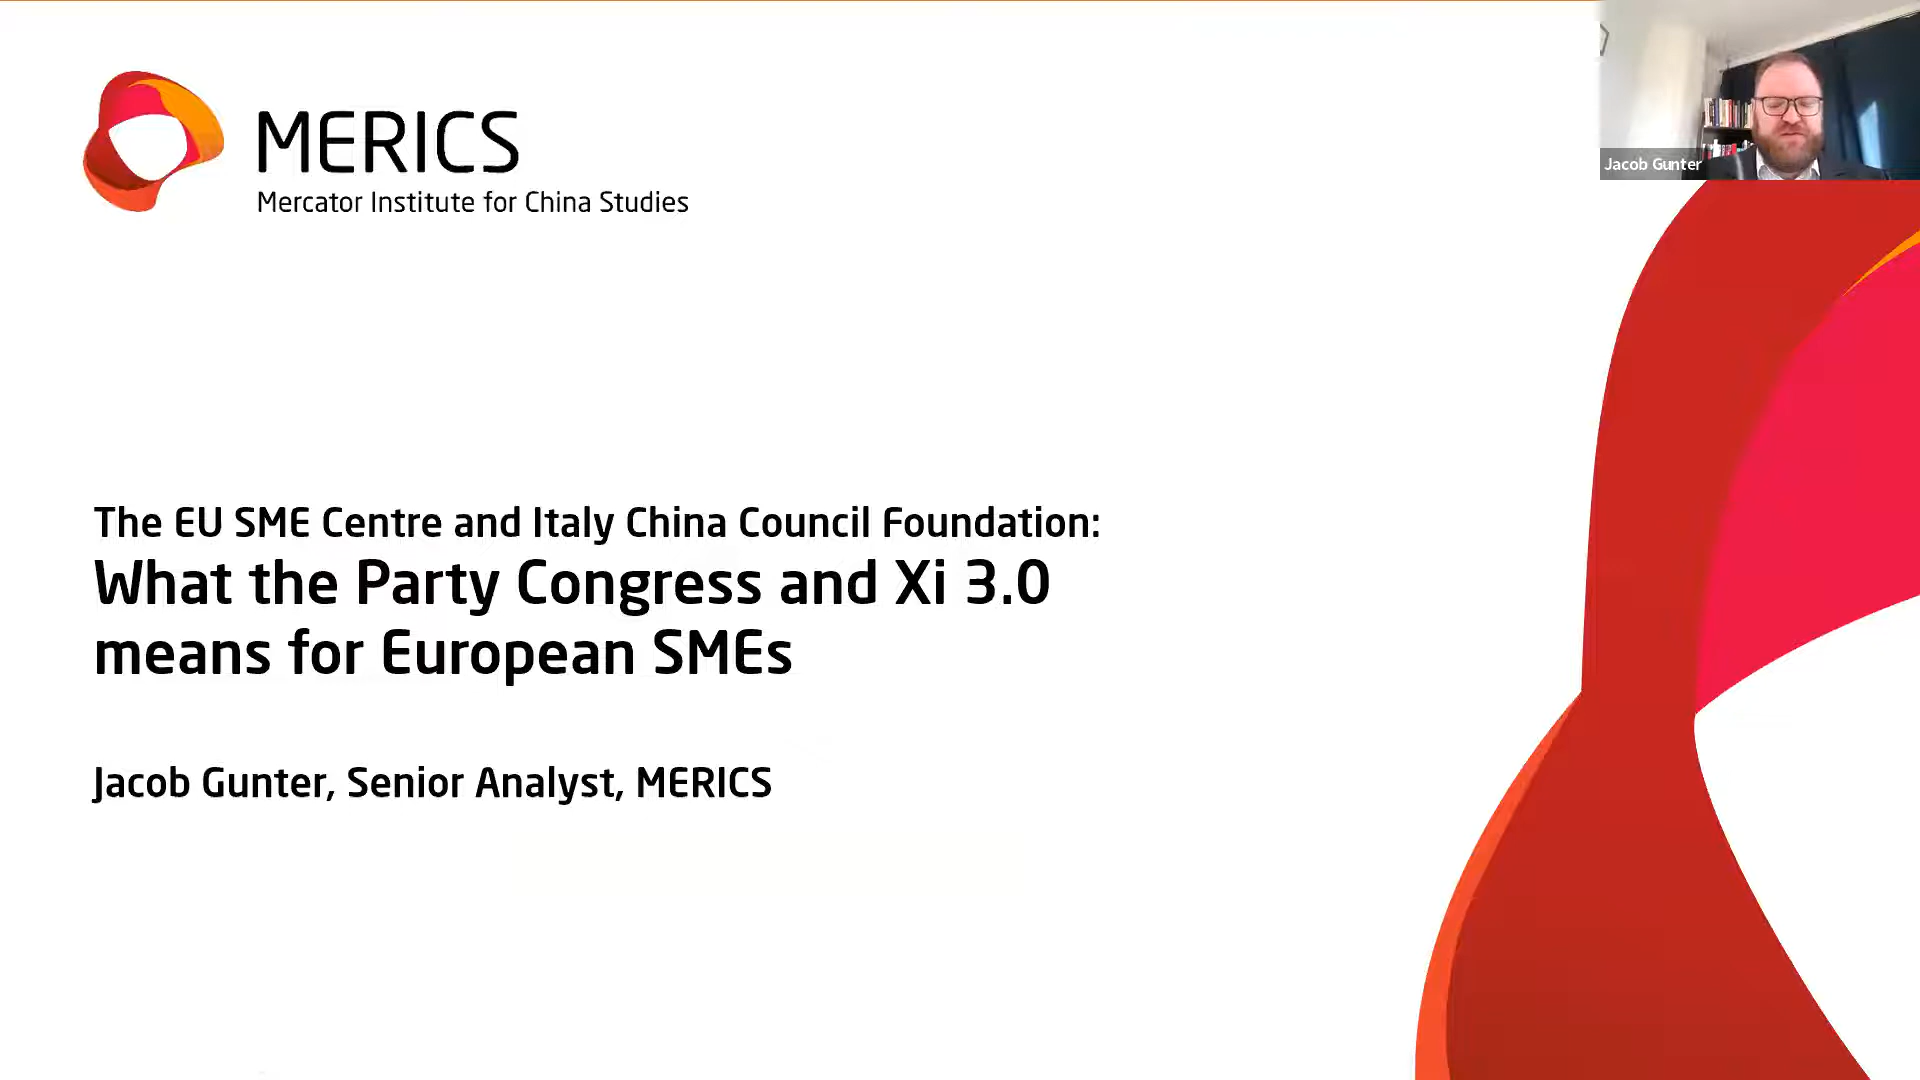 MERICS
Mercator Institute for China Studies
Jacob Gunter
The EU SME Centre and Italy China Council Foundation:
What the Party Congress and Xi 3.0
means for European SMEs
Jacob Gunter, Senior Analyst, MERICS